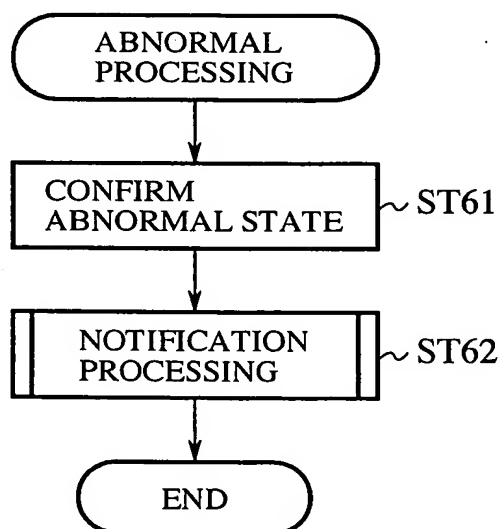 ABNORMAL
PROCESSING
CONFIRM
ABNORMAL STATE
ST61
NOTIFICATION
PROCESSING
ST62
END